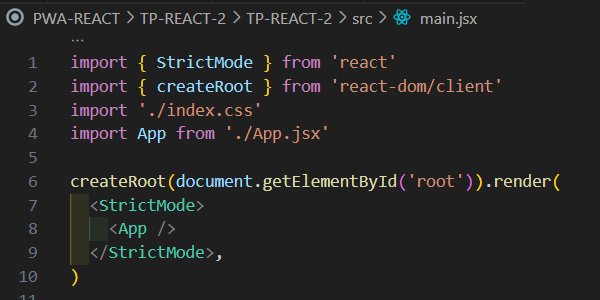 PWA-REACT > TP-REACT-2 > TP-REACT-2 > src > main.jsx
...
1 import { StrictMode } from 'react'
2 import { createRoot } from 'react-dom/client'
3 import './index.css'
4 import App from './App.jsx'
5
6 createRoot(document.getElementById('root')).render(
7   <StrictMode>
8     <App />
9   </StrictMode>,
10 )
11